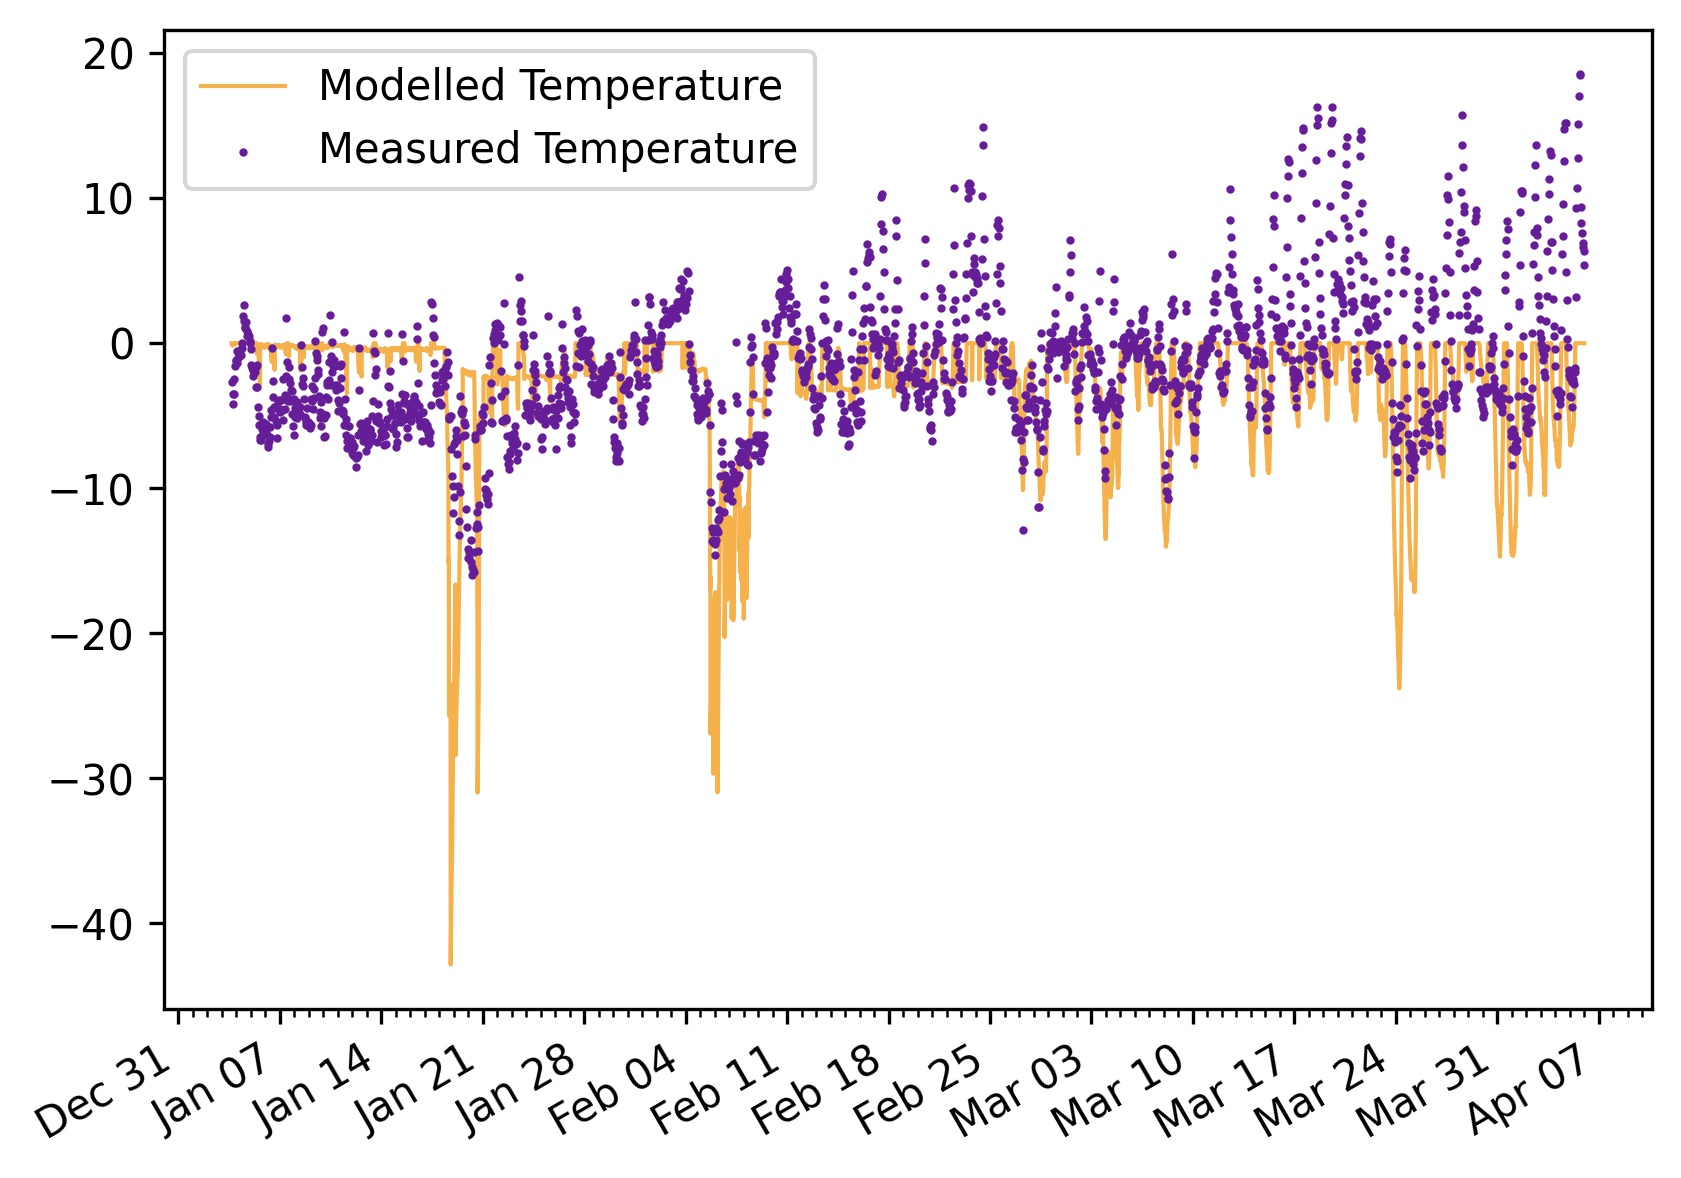 Modelled Temperature
Measured Temperature
20
10
0
−10
−20
−30
−40
Dec 31
Jan 07
Jan 14
Jan 21
Jan 28
Feb 04
Feb 11
Feb 18
Feb 25
Mar 03
Mar 10
Mar 17
Mar 24
Mar 31
Apr 07